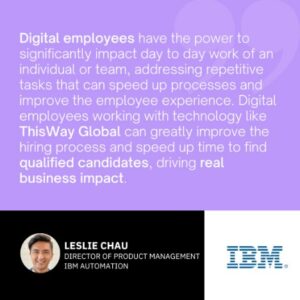 Digital employees have the power to
significantly impact day to day work of an
individual or team, addressing repetitive
tasks that can speed up processes and
improve the employee experience. Digital
employees working with technology like
ThisWay Global can greatly improve the
hiring process and speed up time to find
qualified candidates, driving real
business impact.
LESLIE CHAU
DIRECTOR OF PRODUCT MANAGEMENT
IBM AUTOMATION
IBM®